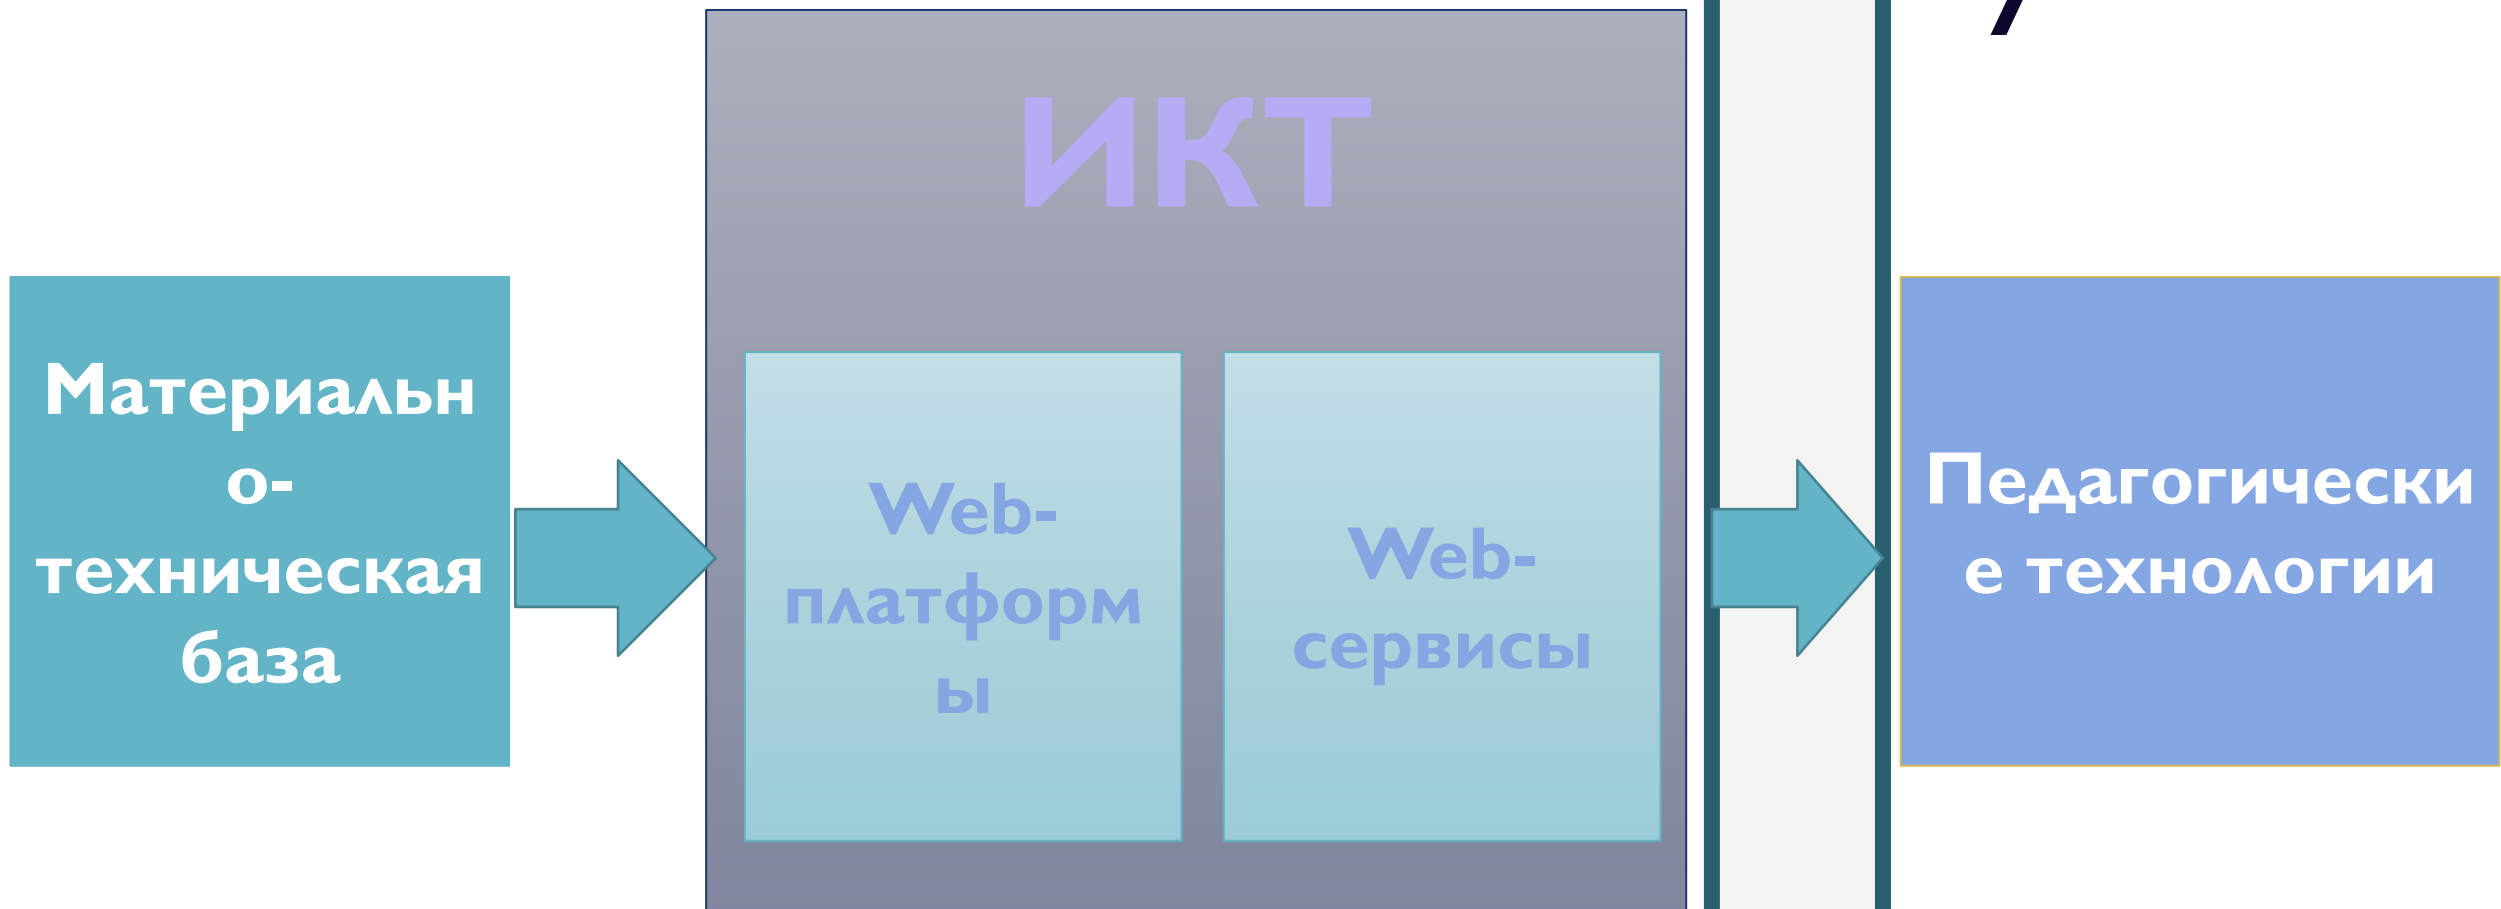 ИКТ
Материальн
о-
техническая
база
Web-
платформ
ы
Web-
сервисы
Педагогически
е технологии